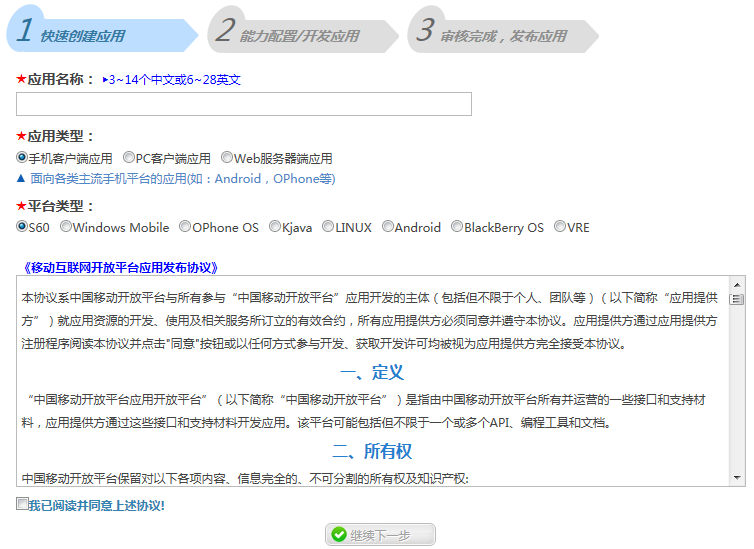 1 快速创建应用 2 能力配置/开发应用 3 审核完成，发布应用
★应用名称： ▸3~14个中文或6~28英文
★应用类型：
手机客户端应用 PC客户端应用 Web服务器端应用
▲ 面向各类主流手机平台的应用(如：Android，OPhone等)
★平台类型：
S60 Windows Mobile OPhone OS Kjava LINUX Android BlackBerry OS VRE
《移动互联网开放平台应用发布协议》
本协议系中国移动开放平台与所有参与“中国移动开放平台”应用开发的主体（包括但不限于个人、团队等）（以下简称“应用提供
方”）就应用资源的开发、使用及相关服务所订立的有效合约，所有应用提供方必须同意并遵守本协议。应用提供方通过应用提供方
注册程序阅读本协议并点击"同意"按钮或以任何方式参与开发、获取开发许可均被视为应用提供方完全接受本协议。
一、定义
“中国移动开放平台应用开发平台”（以下简称“中国移动开放平台”）是指由中国移动开放平台所有并运营的一些接口和支持材
料，应用提供方通过这些接口和支持材料开发应用。该平台可能包括但不限于一个或多个API、编程工具和文档。
二、所有权
中国移动开放平台保留对以下各项内容、信息完全的、不可分割的所有权及知识产权:
我已阅读并同意上述协议!
继续下一步